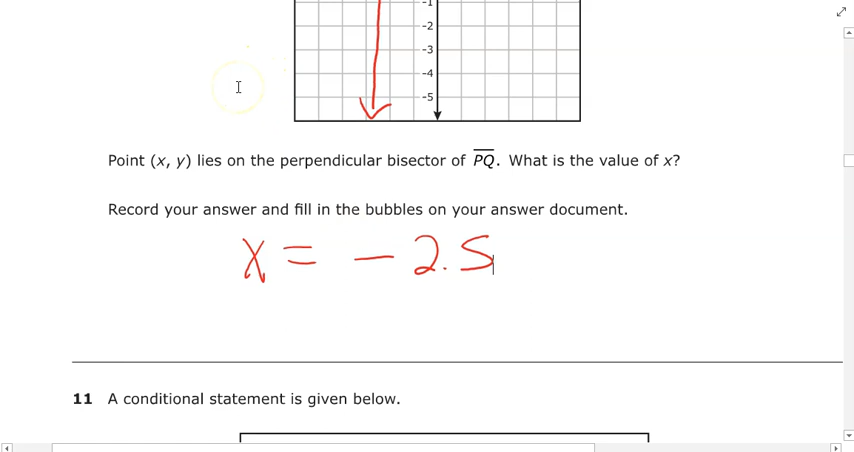 -1
-2
-3
-4
-5
Point (x, y) lies on the perpendicular bisector of PQ. What is the value of x?
Record your answer and fill in the bubbles on your answer document.
x = - 2.5
11 A conditional statement is given below.